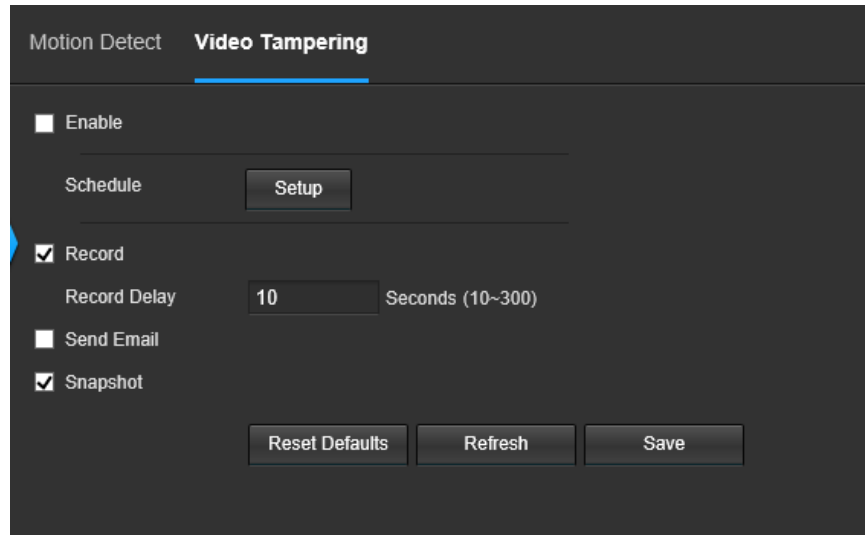 Motion Detect Video Tampering
Enable
Schedule Setup
Record
Record Delay 10 Seconds (10~300)
Send Email
Snapshot
Reset Defaults Refresh Save